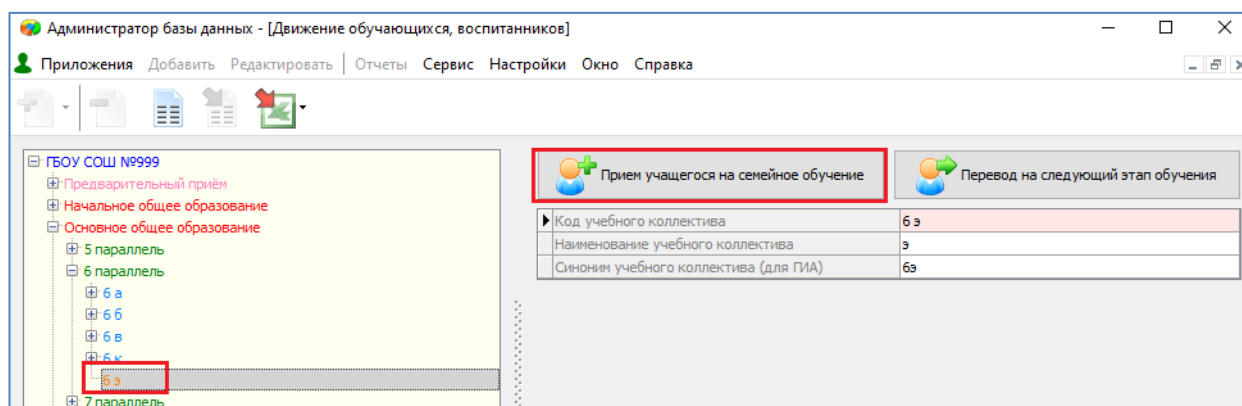 Администратор базы данных - [Движение обучающихся, воспитанников]
Приложения Добавить Редактировать Отчеты Сервис Настройки Окно Справка
ГБОУ СОШ №999
Предварительный приём
Начальное общее образование
Основное общее образование
5 параллель
6 параллель
6 а
6 б
6 в
6 к
6 э
7 параллель
Прием учащегося на семейное обучение
Перевод на следующий этап обучения
Код учебного коллектива 6 э
Наименование учебного коллектива э
Синоним учебного коллектива (для ГИА) 6э